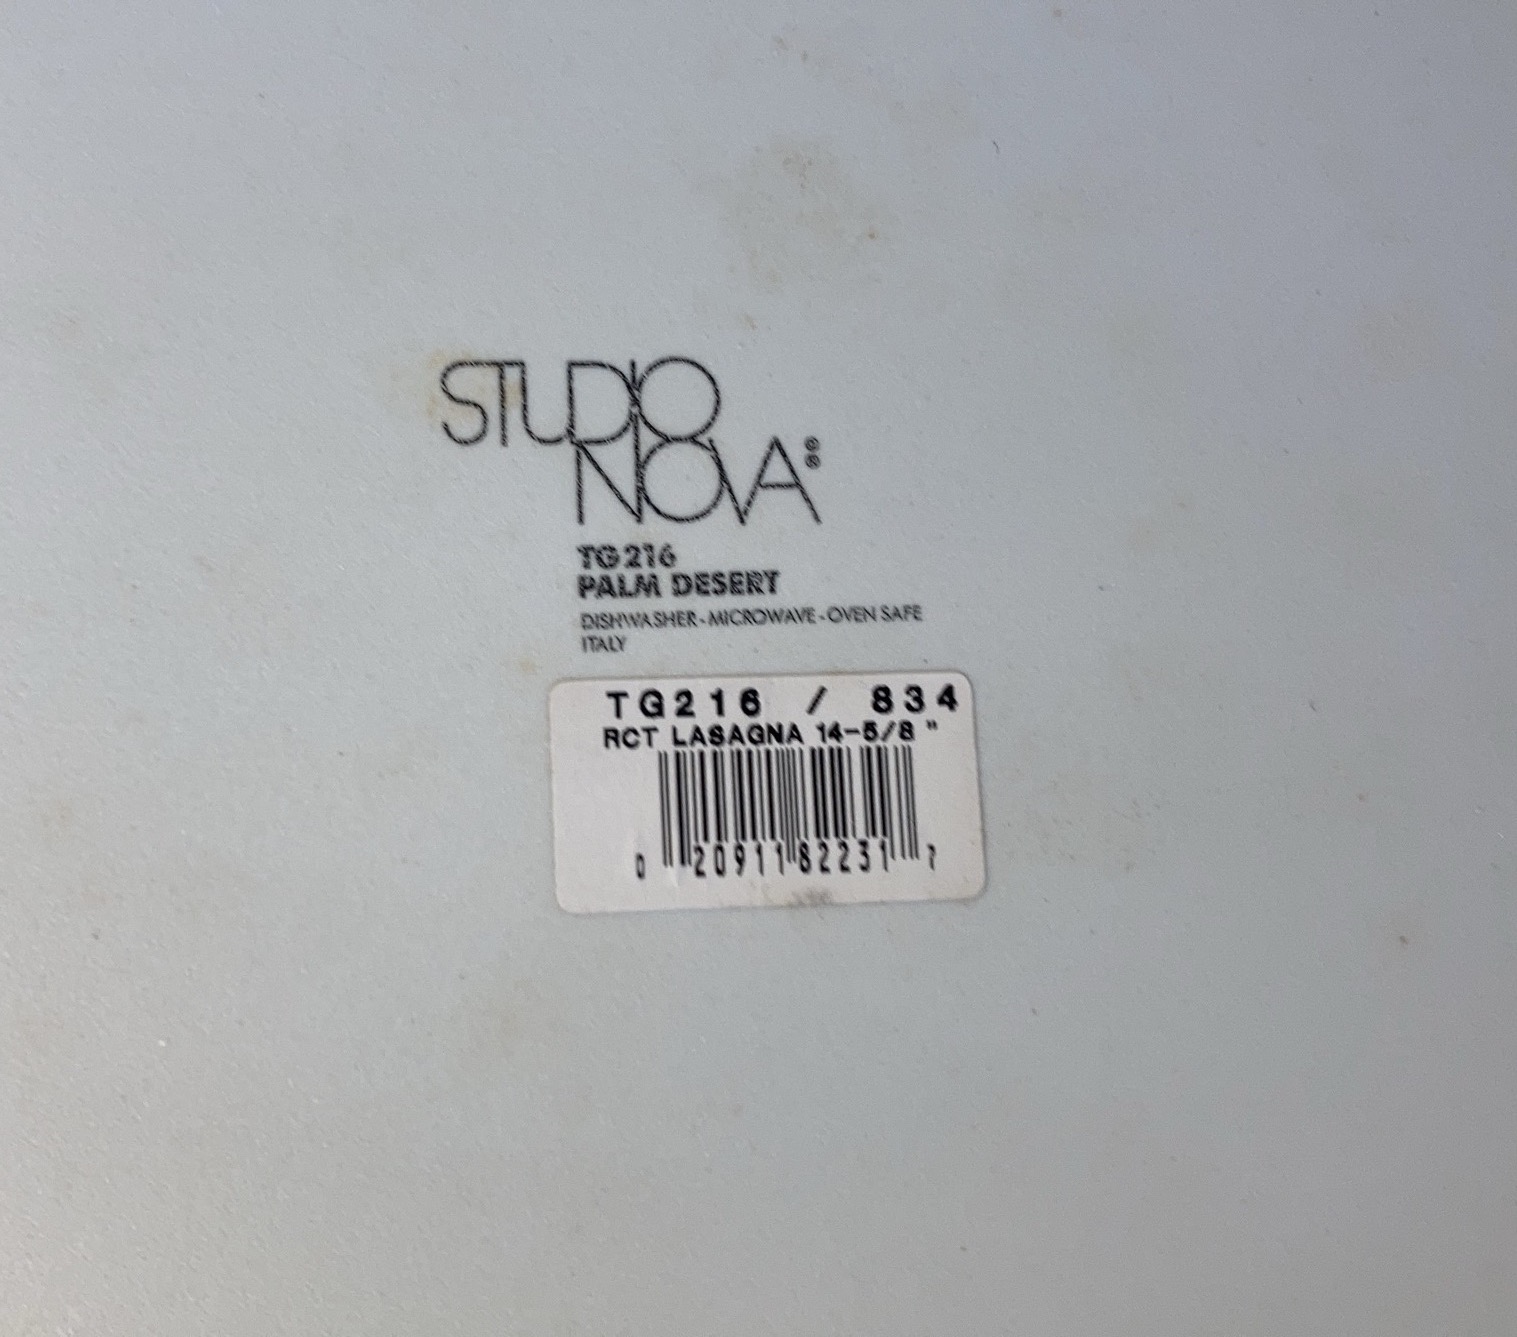 STUDIO
NOVA®®
TG216
PALM DESERT
DISHWASHER-MICROWAVE-OVEN SAFE
ITALY
TG216 / 834
RCT LASAGNA 14-5/8 "
0 20911 82231 7